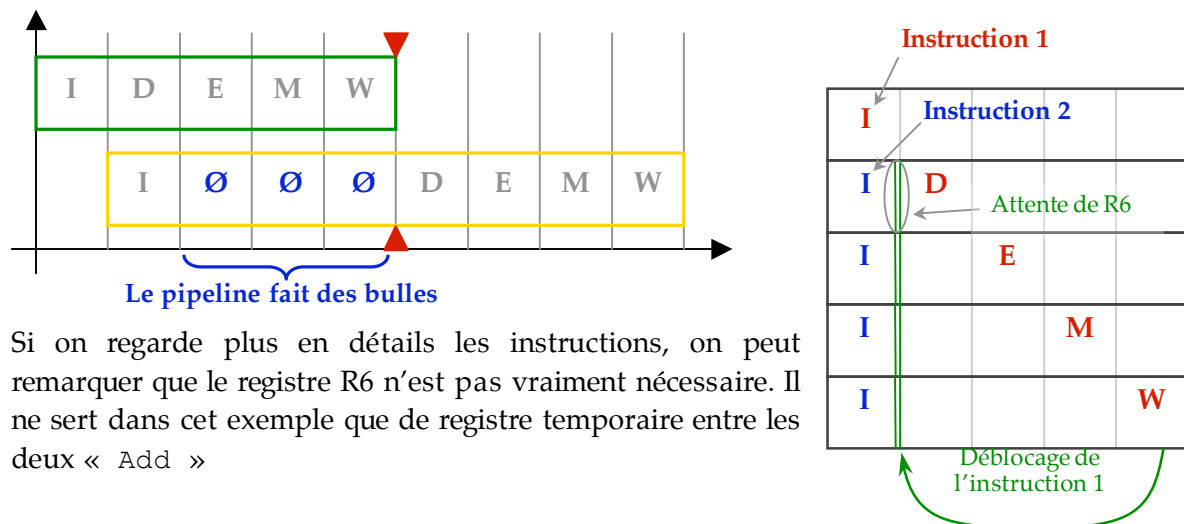 I D E M W
I Ø Ø Ø D E M W
Le pipeline fait des bulles
Si on regarde plus en détails les instructions, on peut
remarquer que le registre R6 n'est pas vraiment nécessaire. Il
ne sert dans cet exemple que de registre temporaire entre les
deux « Add »
Instruction 1
I
Instruction 2
I D
Attente de R6
I E
I M
I W
Déblocage de
l'instruction 1